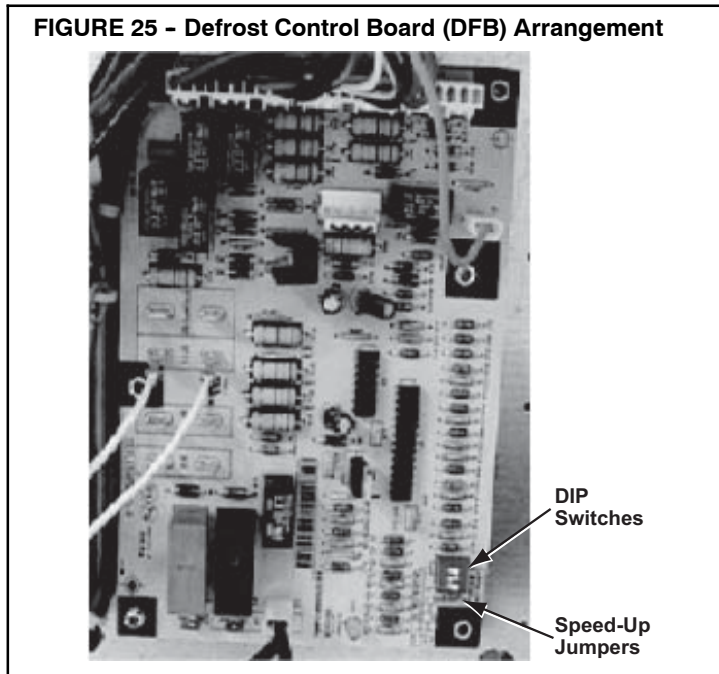 FIGURE 25 -- Defrost Control Board (DFB) Arrangement
DIP
Switches
Speed-Up
Jumpers